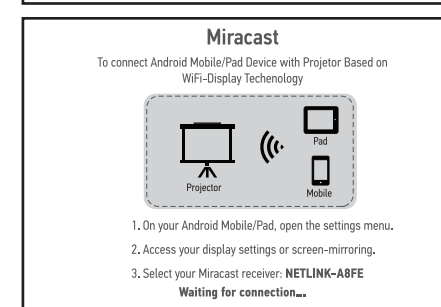 Miracast
To connect Android Mobile/Pad Device with Projetor Based on
WiFi-Display Techenology
Pad
Projector
Mobile
1. On your Android Mobile/Pad, open the settings menu.
2. Access your display settings or screen-mirroring.
3. Select your Miracast receiver: NETLINK-A8FE
Waiting for connection...